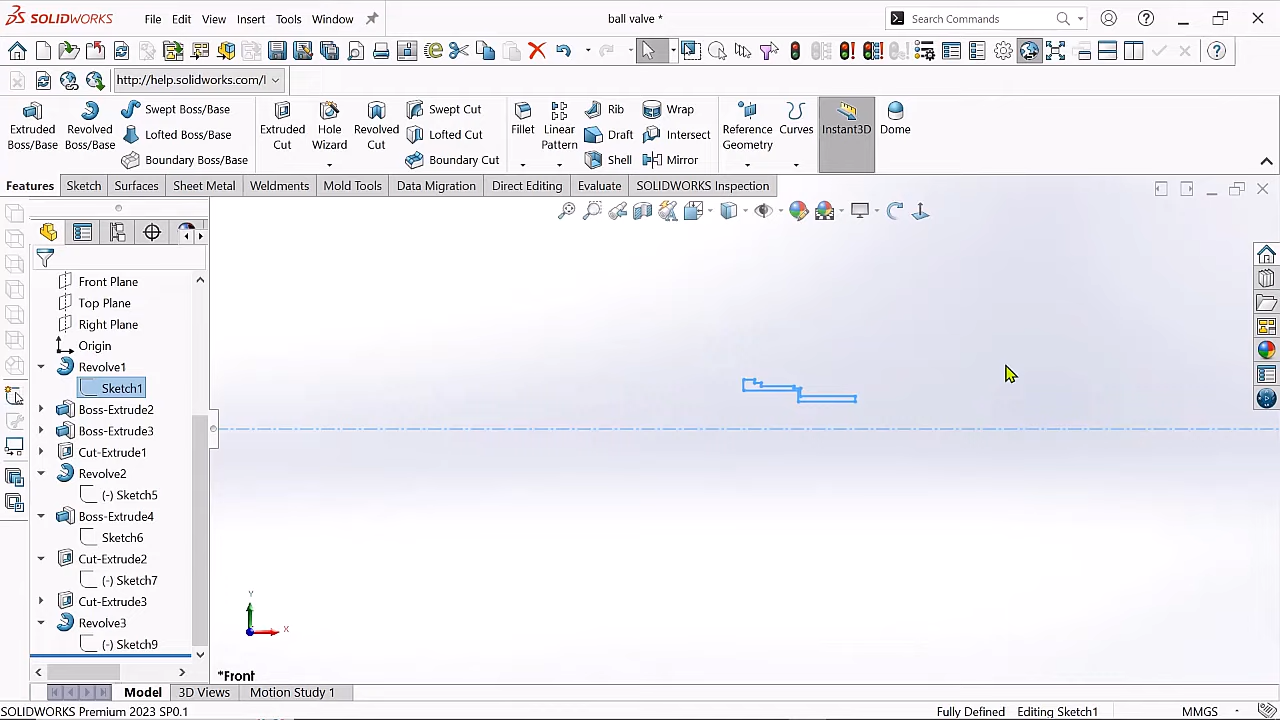 SOLIDWORKS File Edit View Insert Tools Window ball valve * Search Commands
http://help.solidworks.com/I
Extruded Boss/Base
Revolved Boss/Base
Swept Boss/Base
Lofted Boss/Base
Boundary Boss/Base
Extruded Cut
Hole Wizard
Revolved Cut
Swept Cut
Lofted Cut
Boundary Cut
Fillet
Linear Pattern
Rib
Draft
Shell
Wrap
Intersect
Mirror
Reference Geometry
Curves
Instant3D
Dome
Features Sketch Surfaces Sheet Metal Weldments Mold Tools Data Migration Direct Editing Evaluate SOLIDWORKS Inspection
Front Plane
Top Plane
Right Plane
Origin
Revolve1
Sketch1
Boss-Extrude2
Boss-Extrude3
Cut-Extrude1
Revolve2
(-) Sketch5
Boss-Extrude4
Sketch6
Cut-Extrude2
(-) Sketch7
Cut-Extrude3
Revolve3
(-) Sketch9
Y
X
*Front
Model 3D Views Motion Study 1
SOLIDWORKS Premium 2023 SP0.1 Fully Defined Editing Sketch1 MMGS